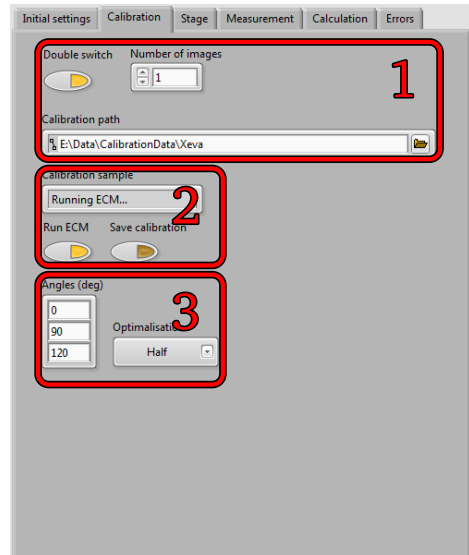 Initial settings Calibration Stage Measurement Calculation Errors
Double switch Number of images
1
1
Calibration path
E:\Data\CalibrationData\Xeva
Calibration sample
Running ECM...
2
Run ECM Save calibration
Angles (deg)
0
3
90 Optimalisatio
120 Half